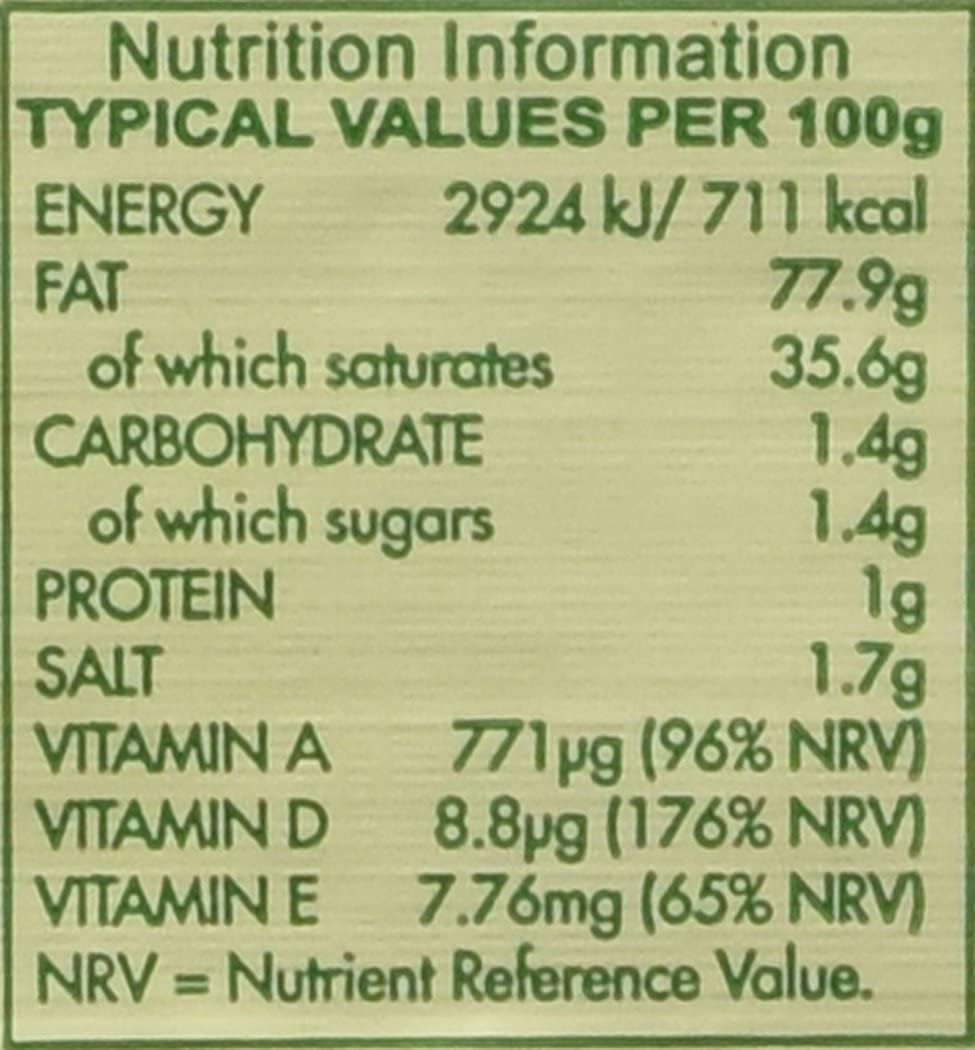 Nutrition Information
TYPICAL VALUES PER 100g
ENERGY 2924 kJ/ 711 kcal
FAT 77.9g
of which saturates 35.6g
CARBOHYDRATE 1.4g
of which sugars 1.4g
PROTEIN 1g
SALT 1.7g
VITAMIN A 771µg (96% NRV)
VITAMIN D 8.8µg (176% NRV)
VITAMIN E 7.76mg (65% NRV)
NRV = Nutrient Reference Value.